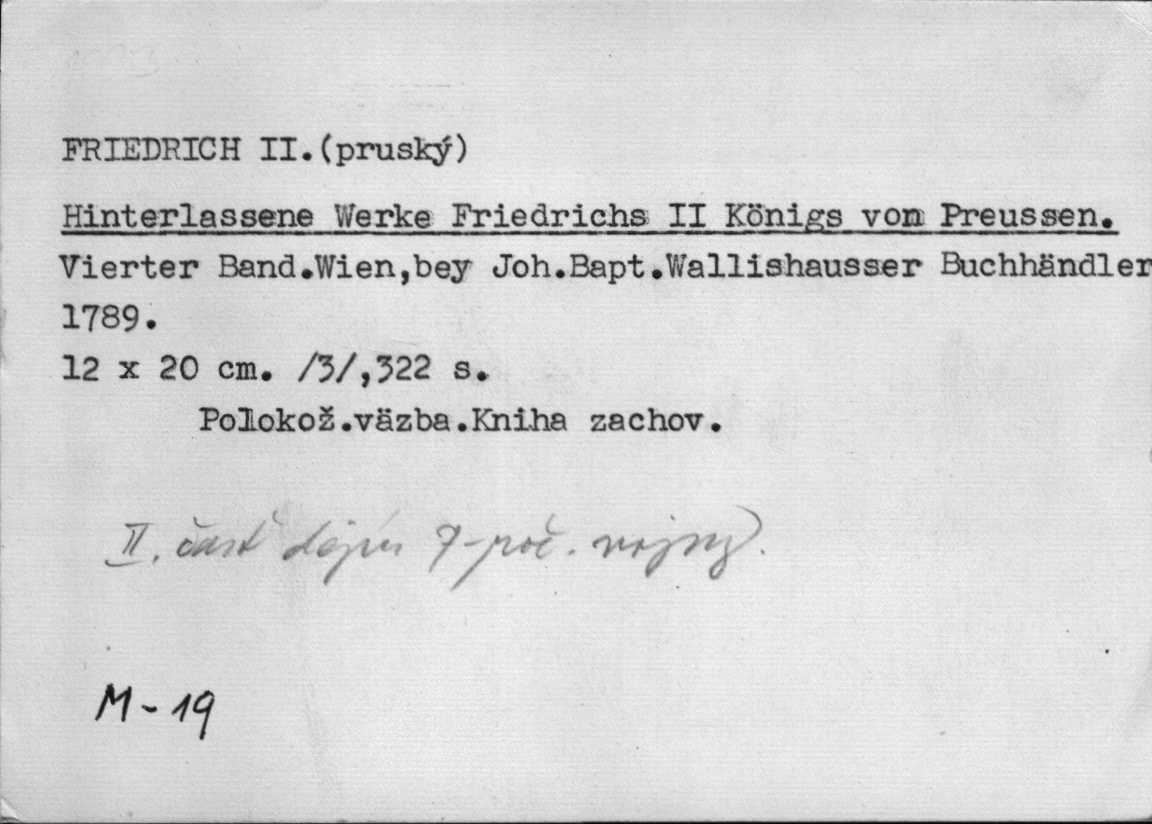 FRIEDRICH II.(pruský)
Hinterlassene Werke Friedrichs II Königs von Preussen.
Vierter Band.Wien,bey Joh.Bapt.Wallishausser Buchhändler
1789.
12 x 20 cm. /3/,322 s.
Polokož.väzba.Kniha zachov.
II. časť dejín 7-roč. vojny.
M-19